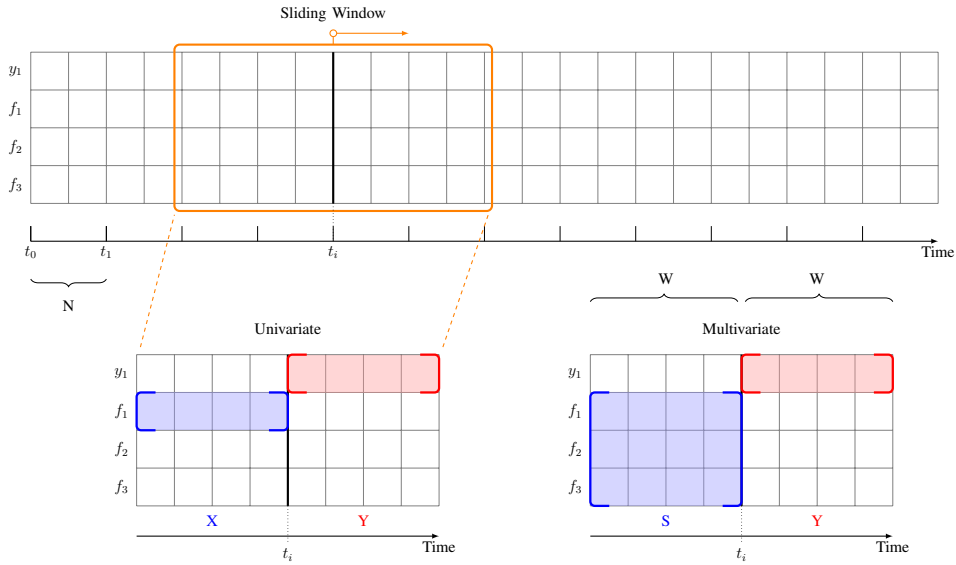 Sliding Window
y₁
f₁
f₂
f₃
t₀ t₁ tᵢ Time
N
W W
Univariate
y₁
f₁
f₂
f₃
X Y
tᵢ Time
Multivariate
y₁
f₁
f₂
f₃
S Y
tᵢ Time